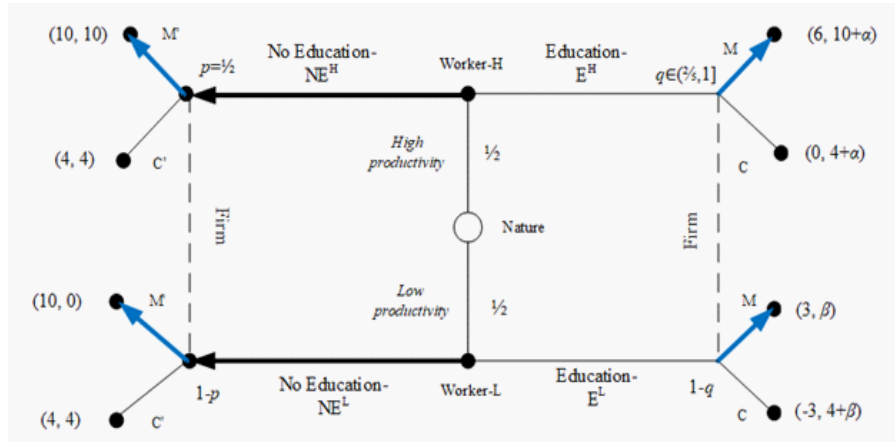 (10, 10)
M'
No Education-
NE^H
Worker-H
Education-
E^H
M
(6, 10+α)
p=½
q∈(⅖,1]
(4, 4)
C'
High
productivity
½
C
(0, 4+α)
Firm
Nature
Firm
(10, 0)
M'
Low
productivity
½
M
(3, β)
1-p
No Education-
NE^L
Worker-L
Education-
E^L
1-q
(4, 4)
C'
C
(-3, 4+β)